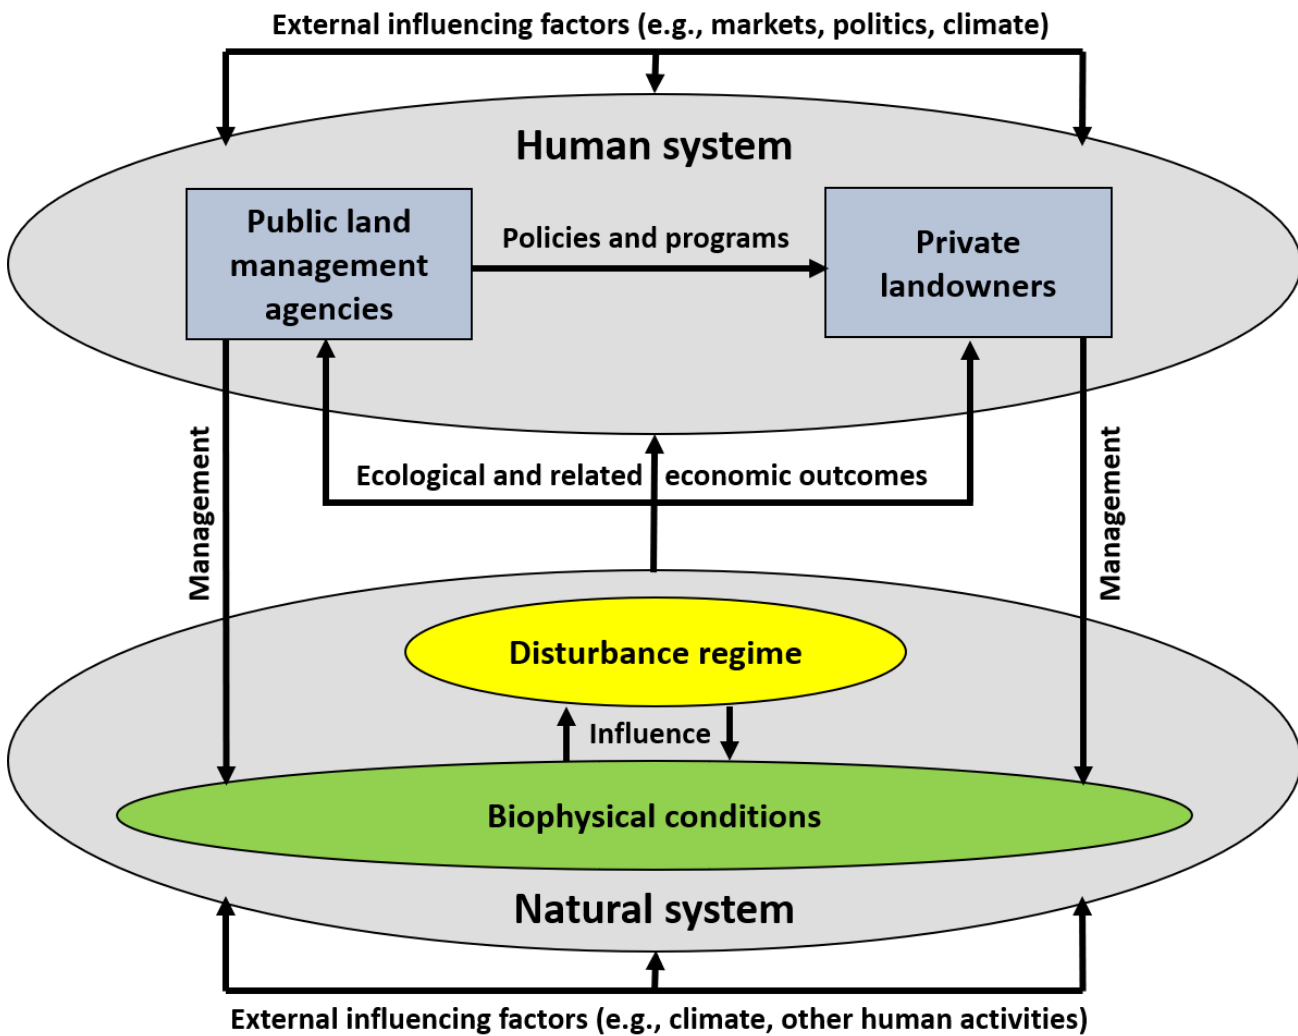 External influencing factors (e.g., markets, politics, climate)
Human system
Public land
management
agencies
Policies and programs
Private
landowners
Management
Ecological and related economic outcomes
Management
Disturbance regime
Influence
Biophysical conditions
Natural system
External influencing factors (e.g., climate, other human activities)